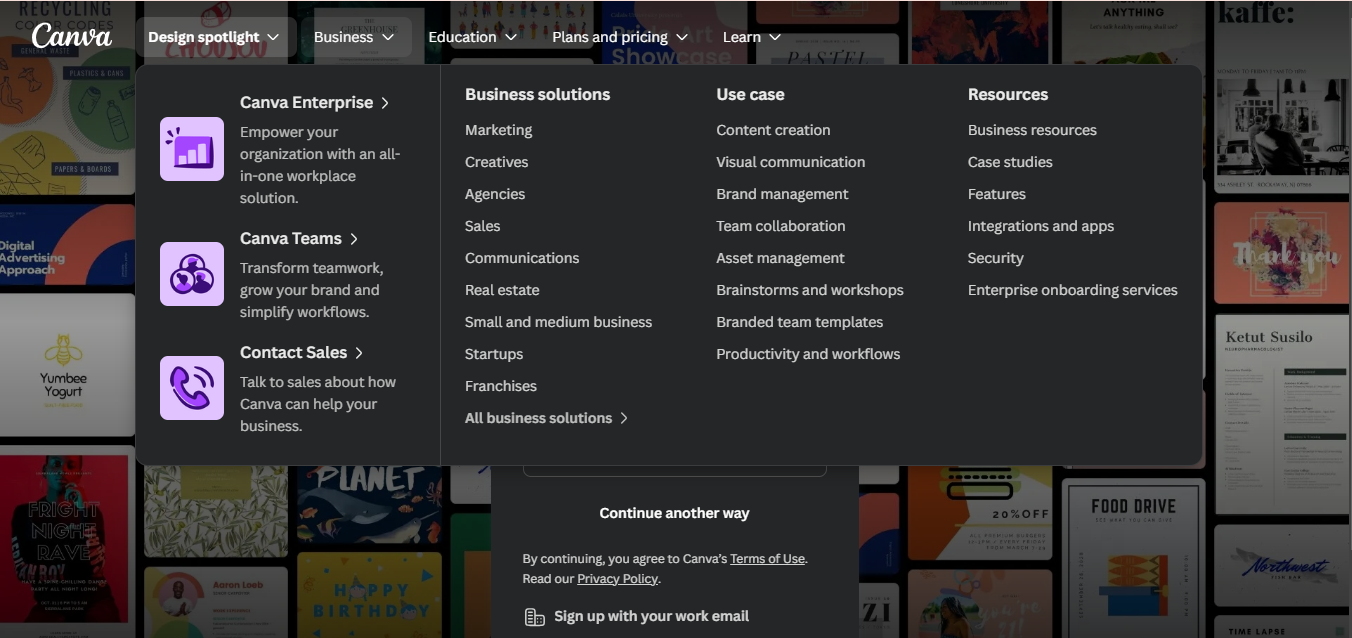 Canva
Design spotlight
Business
Education
Plans and pricing
Learn
Canva Enterprise
Empower your
organization with an all-
in-one workplace
solution.
Canva Teams
Transform teamwork,
grow your brand and
simplify workflows.
Contact Sales
Talk to sales about how
Canva can help your
business.
Business solutions
Marketing
Creatives
Agencies
Sales
Communications
Real estate
Small and medium business
Startups
Franchises
All business solutions
Use case
Content creation
Visual communication
Brand management
Team collaboration
Asset management
Brainstorms and workshops
Branded team templates
Productivity and workflows
Resources
Business resources
Case studies
Features
Integrations and apps
Security
Enterprise onboarding services
Continue another way
By continuing, you agree to Canva’s Terms of Use.
Read our Privacy Policy.
Sign up with your work email
RECYCLING
PLASTICS & CANS
PAPERS & BOARDS
Digital
Advertising
Approach
Yumbee
Yogurt
FRIGHT
NIGHT
RAVE
PLANET
Aaron Loeb
HAPPY
BIRTHDAY
GREENHOUSE
Showcase
PASTEL
ANYTHING
kaffe:
Thank you
Ketut Susilo
20% OFF
FOOD DRIVE
SEE WHAT YOU CAN GIVE
Northwest
TIME LAPSE